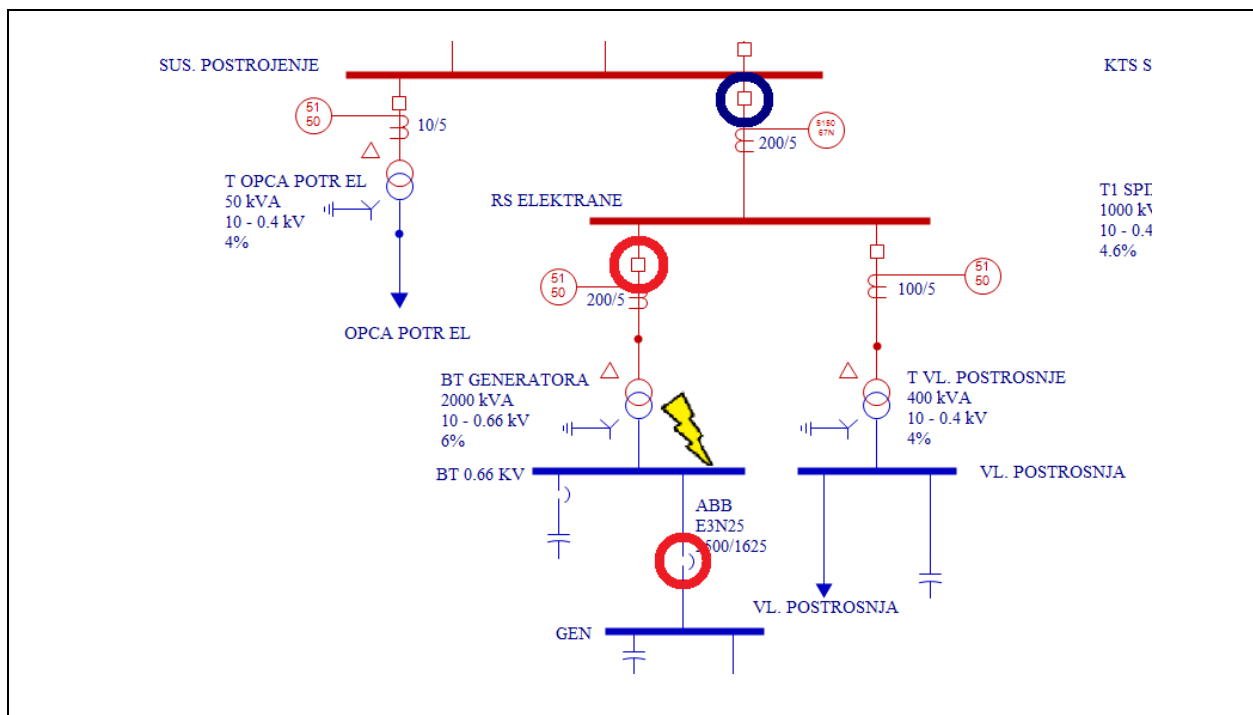 SUS. POSTROJENJE
KTS S
51
50
10/5
5150
67N
200/5
T OPCA POTR EL
50 kVA
10 - 0.4 kV
4%
RS ELEKTRANE
T1 SPI
1000 kV
10 - 0.4
4.6%
51
50
200/5
51
50
100/5
OPCA POTR EL
BT GENERATORA
2000 kVA
10 - 0.66 kV
6%
T VL. POSTROSNJE
400 kVA
10 - 0.4 kV
4%
BT 0.66 KV
VL. POSTROSNJA
ABB
E3N25
500/1625
VL. POSTROSNJA
GEN